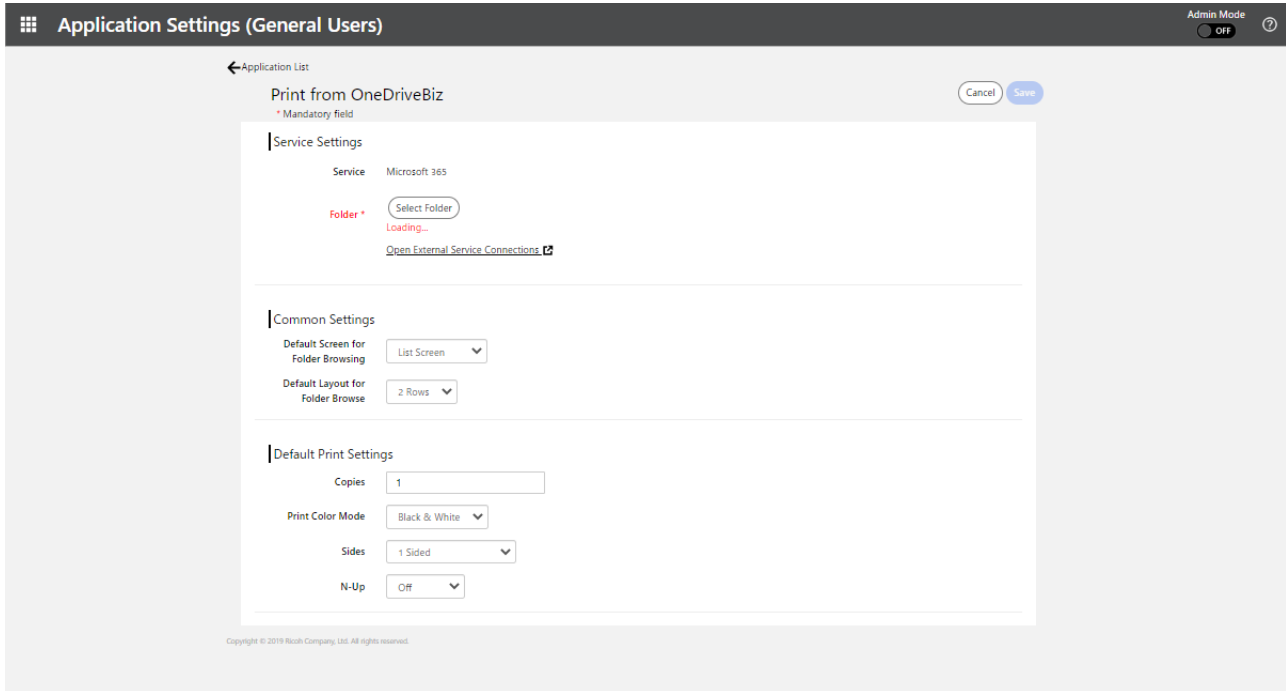 Application Settings (General Users)
Admin Mode
OFF
Application List
Print from OneDriveBiz
Cancel
Save
* Mandatory field
Service Settings
Service Microsoft 365
Folder * Select Folder
Loading...
Open External Service Connections
Common Settings
Default Screen for
Folder Browsing
List Screen
Default Layout for
Folder Browse
2 Rows
Default Print Settings
Copies 1
Print Color Mode Black & White
Sides 1 Sided
N-Up Off
Copyright © 2019 Ricoh Company, Ltd. All rights reserved.